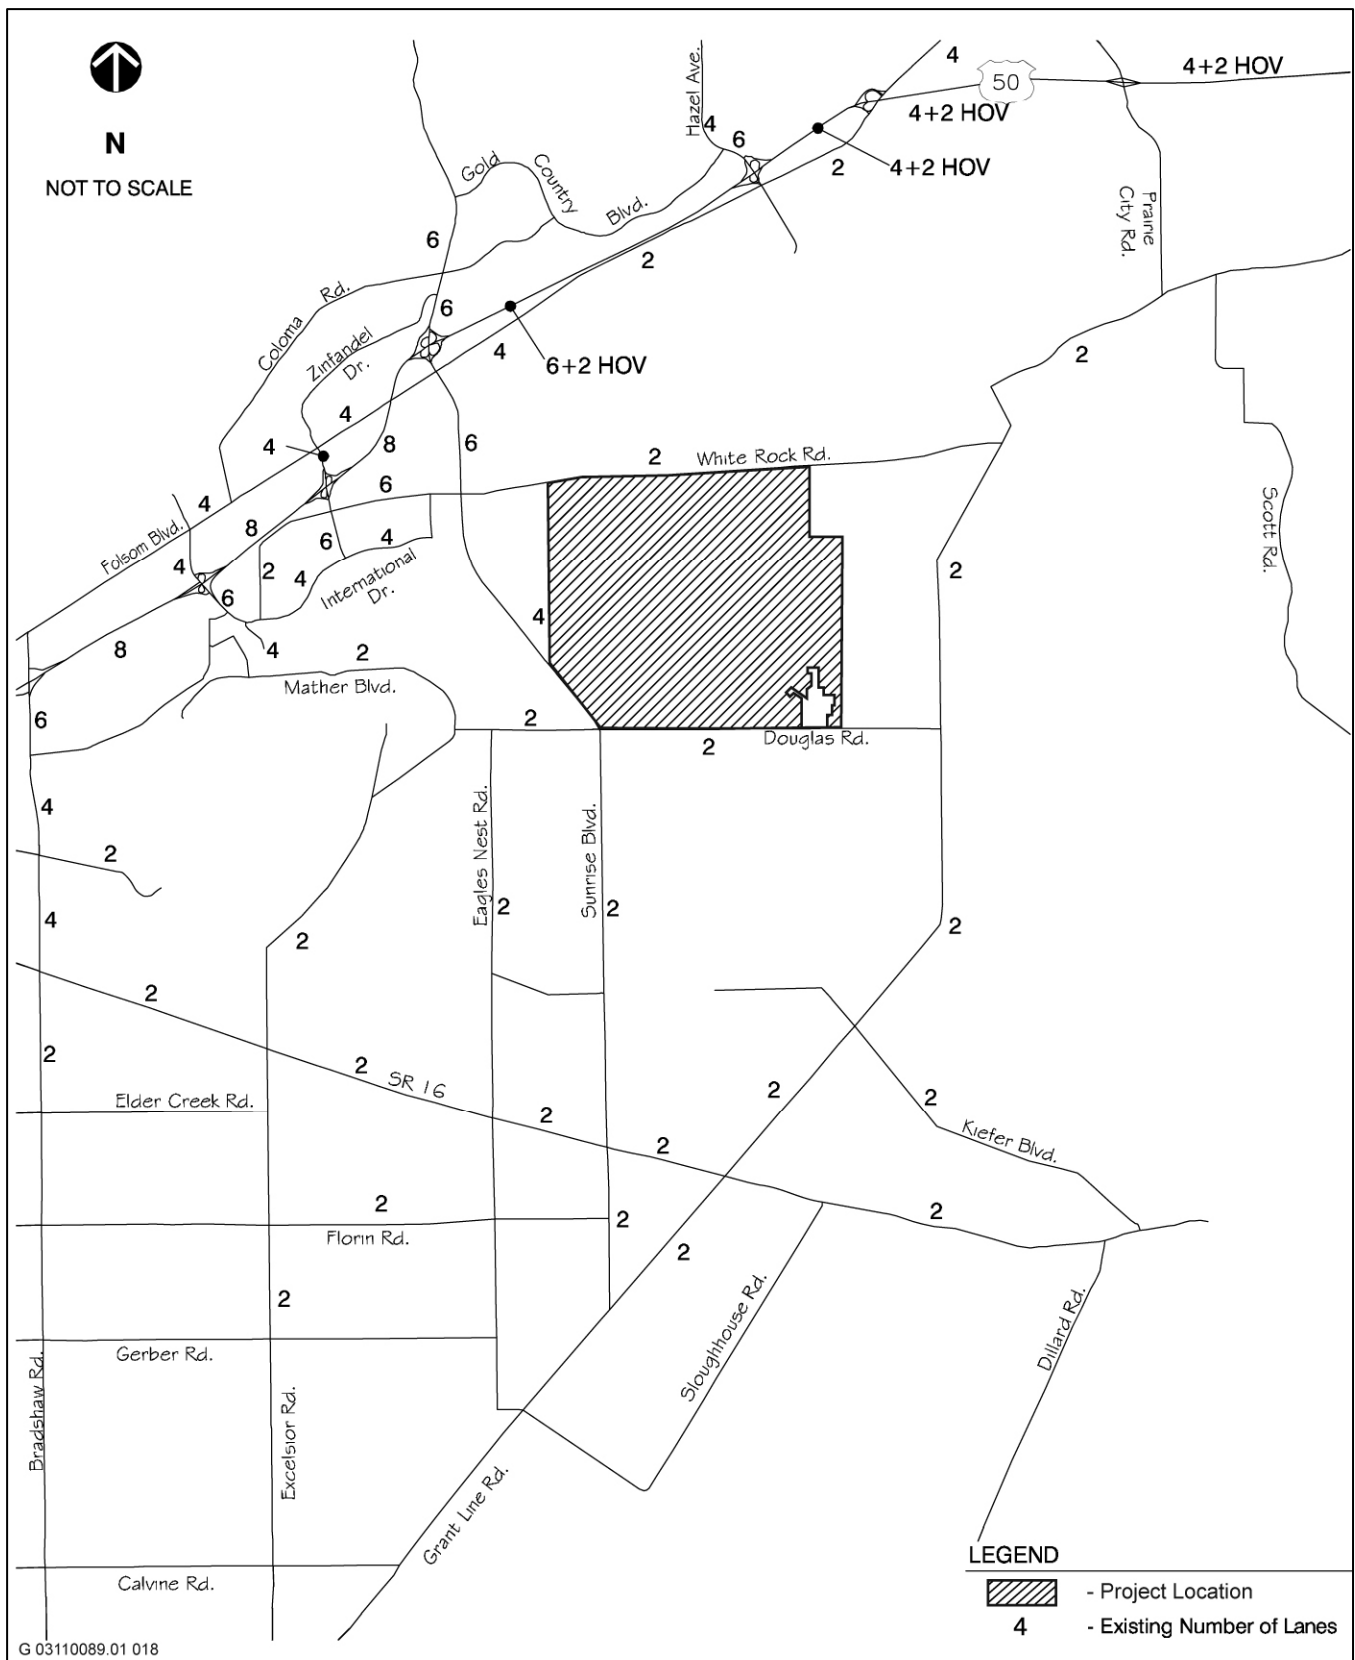 4
50
4+2 HOV
Hazel Ave.
4+2 HOV
N
4
6
4+2 HOV
2
NOT TO SCALE
Gold
Country
Blvd.
Prairie
City Rd.
6
2
Coloma
Rd.
6
Zinfandel
Dr.
4
6+2 HOV
2
4
4
8
6
2
White Rock Rd.
6
4
Folsom Blvd.
8
6
4
Scott Rd.
4
6
2
4
International
Dr.
2
4
8
4
2
Mather Blvd.
6
2
2
Douglas Rd.
4
2
Eagles Nest Rd.
2
Sunrise Blvd.
2
4
2
2
2
2
2
SR 16
2
2
2
2
Elder Creek Rd.
2
Kiefer Blvd.
2
Florin Rd.
2
2
2
2
Gerber Rd.
Bradshaw Rd.
Excelsior Rd.
Sloughhouse Rd.
Dillard Rd.
Grant Line Rd.
Calvine Rd.
LEGEND
- Project Location
4 - Existing Number of Lanes
G 03110089.01 018